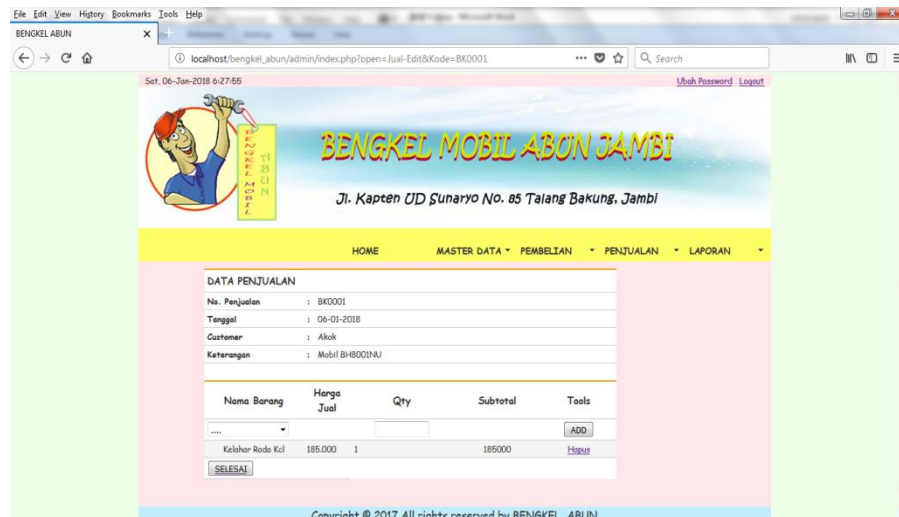 File Edit View History Bookmarks Tools Help
BENGKEL ABUN
localhost/bengkel_abun/admin/index.php?open=Jual-Edit&Kode=BK0001
Search
Sat, 06-Jan-2018 6:27:55
Ubah Password Logout
BENGKEL MOBIL
ABUN
BENGKEL MOBIL ABUN JAMBI
Jl. Kapten UD Sunaryo No. 85 Talang Bakung, Jambi
HOME MASTER DATA PEMBELIAN PENJUALAN LAPORAN
DATA PENJUALAN
No. Penjualan : BK0001
Tanggal : 06-01-2018
Customer : Akok
Keterangan : Mobil BH8001NU
Nama Barang Harga Jual Qty Subtotal Tools
.... ADD
Kelahar Roda Kcl 185.000 1 185000 Hapus
SELESAI
Copyright © 2017 All rights reserved by BENGKEL ABUN